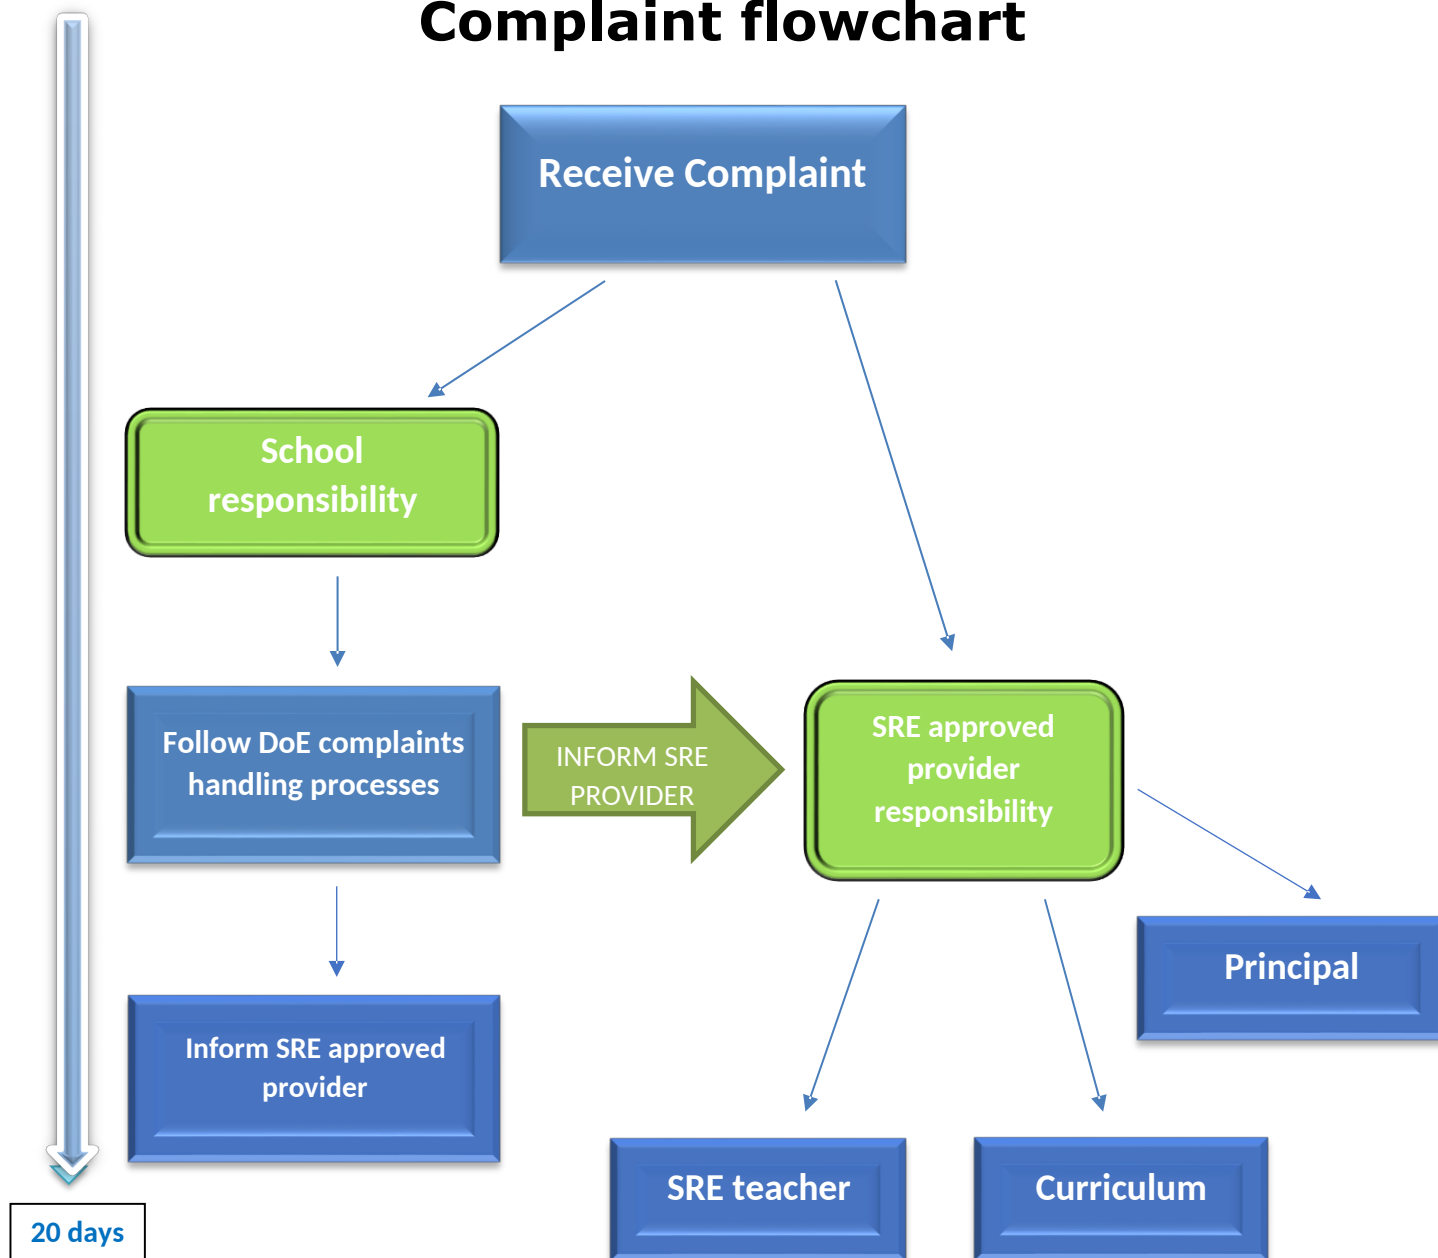 Complaint flowchart
Receive Complaint
School
responsibility
Follow DoE complaints
handling processes
INFORM SRE
PROVIDER
SRE approved
provider
responsibility
Principal
Inform SRE approved
provider
SRE teacher
Curriculum
20 days